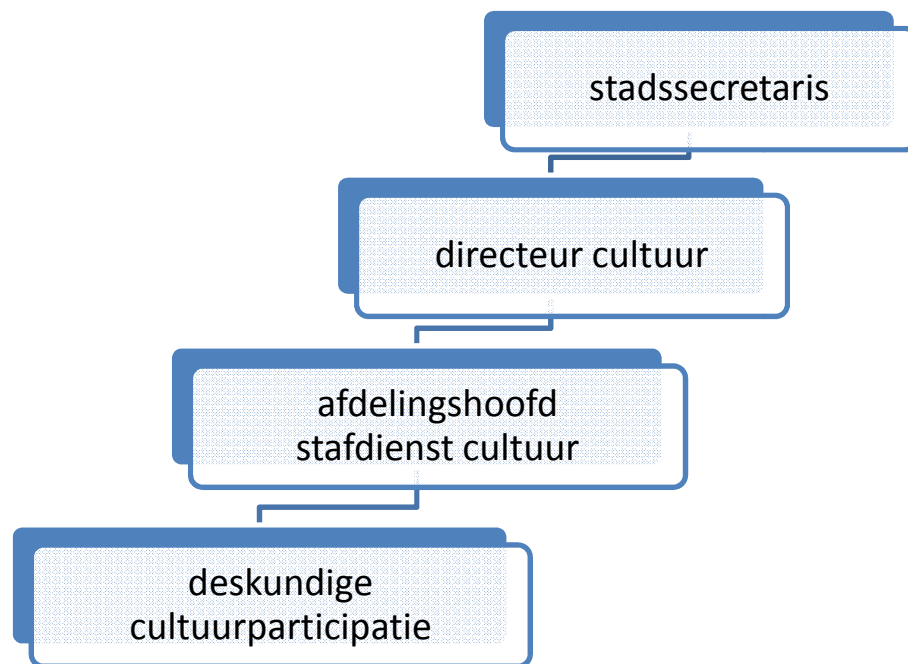 stadssecretaris
directeur cultuur
afdelingshoofd
stafdienst cultuur
deskundige
cultuurparticipatie